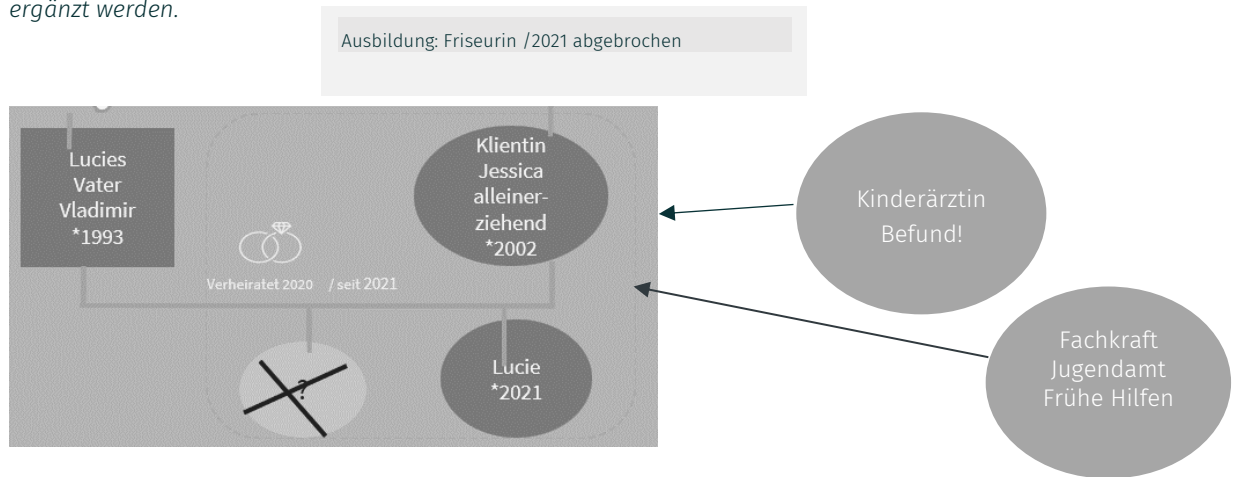 ergänzt werden.
Ausbildung: Friseurin /2021 abgebrochen
Lucies
Vater
Vladimir
*1993
Klientin
Jessica
alleiner-
ziehend
*2002
Verheiratet 2020 / seit 2021
?
Lucie
*2021
Kinderärztin
Befund!
Fachkraft
Jugendamt
Frühe Hilfen